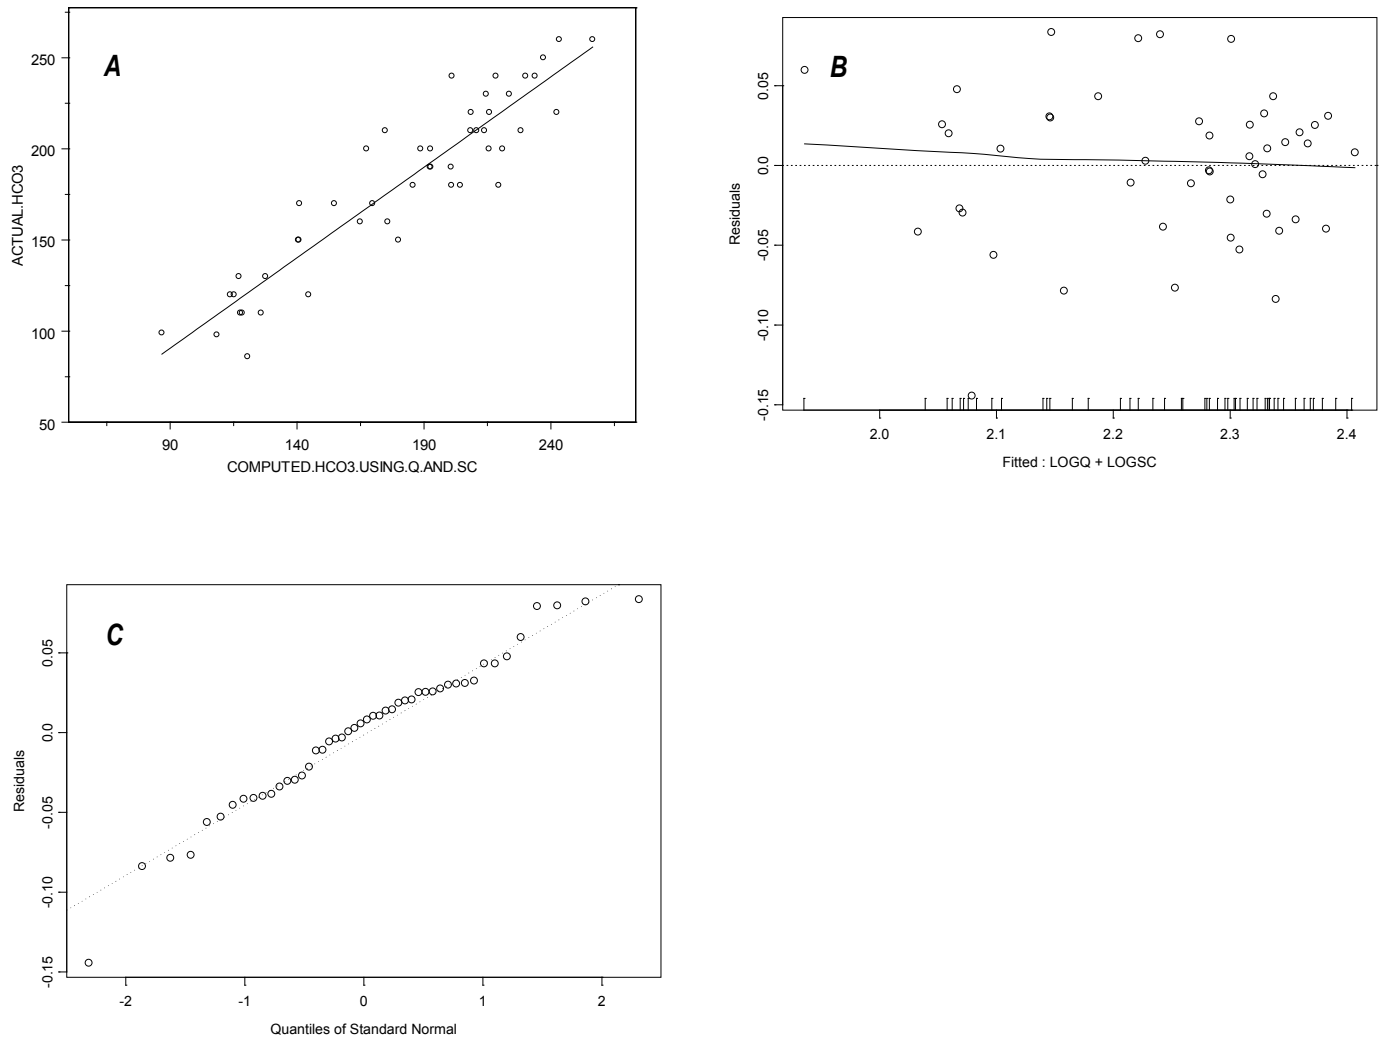 A
ACTUAL.HCO3
250
200
150
100
50
90 140 190 240
COMPUTED.HCO3.USING.Q.AND.SC
B
Residuals
0.05
0.0
-0.05
-0.10
-0.15
2.0 2.1 2.2 2.3 2.4
Fitted : LOGQ + LOGSC
C
Residuals
0.05
0.0
-0.05
-0.10
-0.15
-2 -1 0 1 2
Quantiles of Standard Normal